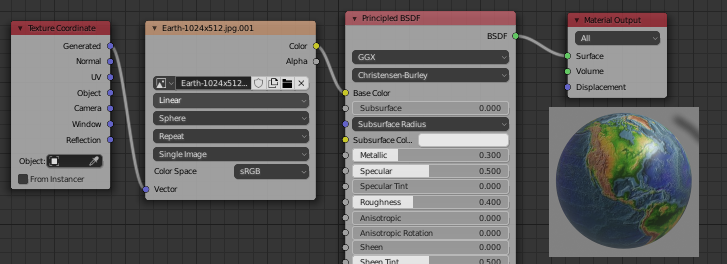 Texture Coordinate
Generated
Normal
UV
Object
Camera
Window
Reflection
Object:
From Instancer
Earth-1024x512.jpg.001
Color
Alpha
Earth-1024x512...
Linear
Sphere
Repeat
Single Image
Color Space
sRGB
Vector
Principled BSDF
BSDF
GGX
Christensen-Burley
Base Color
Subsurface 0.000
Subsurface Radius
Subsurface Col..
Metallic 0.300
Specular 0.500
Specular Tint 0.000
Roughness 0.400
Anisotropic 0.000
Anisotropic Rotation 0.000
Sheen 0.000
Sheen Tint 0.500
Material Output
All
Surface
Volume
Displacement